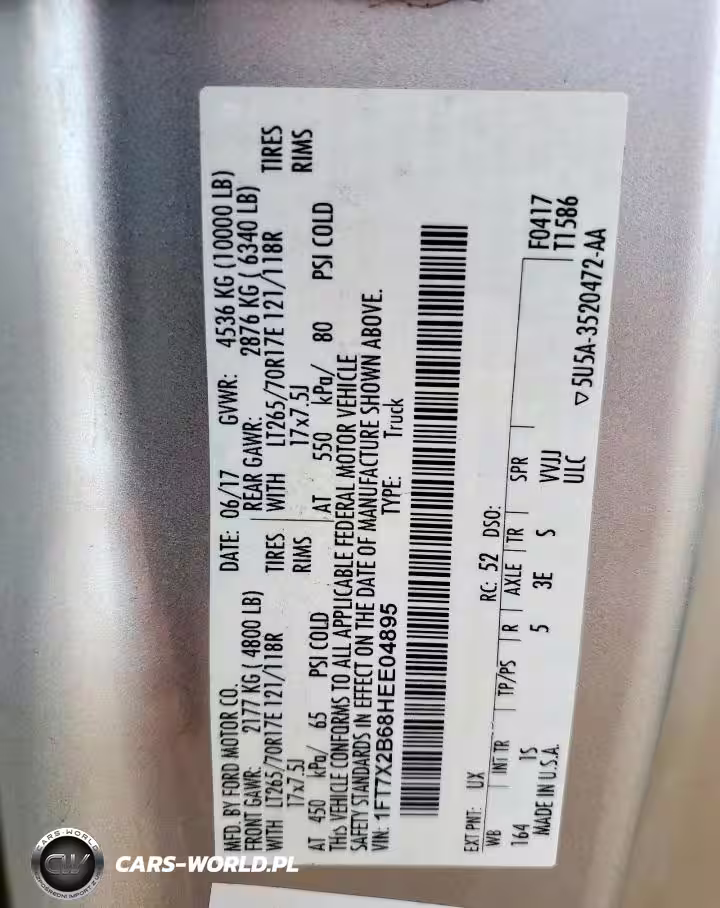 MFD. BY FORD MOTOR CO.
DATE: 06/17 GVWR: 4536 KG (10000 LB)
FRONT GAWR: 2177 KG ( 4800 LB) REAR GAWR: 2876 KG ( 6340 LB)
WITH LT265/70R17E 121/118R TIRES WITH LT265/70R17E 121/118R TIRES
17x7.5J RIMS 17x7.5J RIMS
AT 450 kPa/ 65 PSI COLD AT 550 kPa/ 80 PSI COLD
THIS VEHICLE CONFORMS TO ALL APPLICABLE FEDERAL MOTOR VEHICLE
SAFETY STANDARDS IN EFFECT ON THE DATE OF MANUFACTURE SHOWN ABOVE.
VIN: 1FT7X2B68HEE04895 TYPE: Truck
EXT PNT: UX RC: 52 DSO:
WB INT TR TP/PS R AXLE TR SPR F0417
T1586
164 1S 5 3E S VVJJ
ULC
MADE IN U.S.A. ▽5U5A-3520472-AA
CARS-WORLD
CW
CARS-WORLD.PL